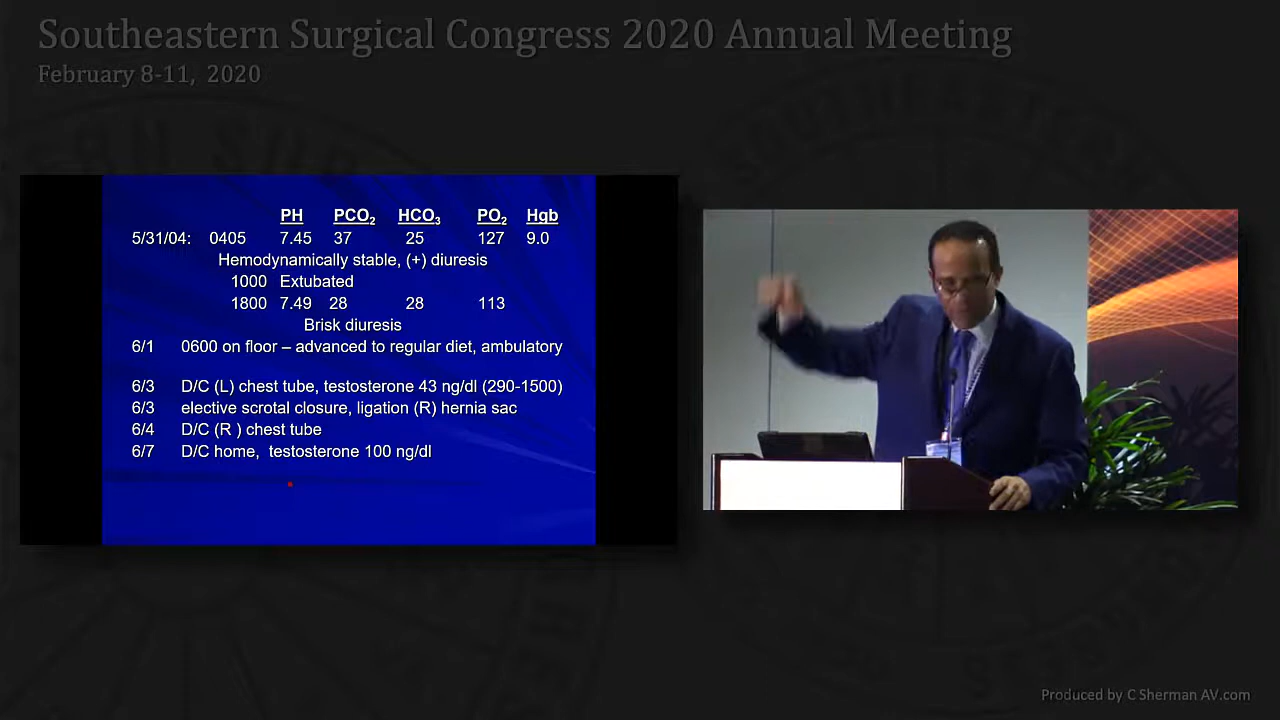 Southeastern Surgical Congress 2020 Annual Meeting
February 8-11, 2020
PH PCO2 HCO3 PO2 Hgb
5/31/04: 0405 7.45 37 25 127 9.0
Hemodynamically stable, (+) diuresis
1000 Extubated
1800 7.49 28 28 113
Brisk diuresis
6/1 0600 on floor – advanced to regular diet, ambulatory
6/3 D/C (L) chest tube, testosterone 43 ng/dl (290-1500)
6/3 elective scrotal closure, ligation (R) hernia sac
6/4 D/C (R ) chest tube
6/7 D/C home, testosterone 100 ng/dl
Produced by C Sherman AV.com